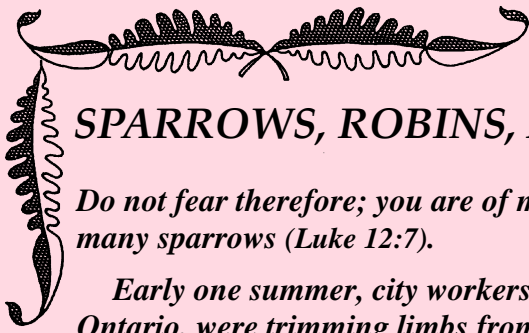 SPARROWS, ROBINS,
Do not fear therefore; you are of
many sparrows (Luke 12:7).
Early one summer, city workers
Ontario, were trimming limbs from